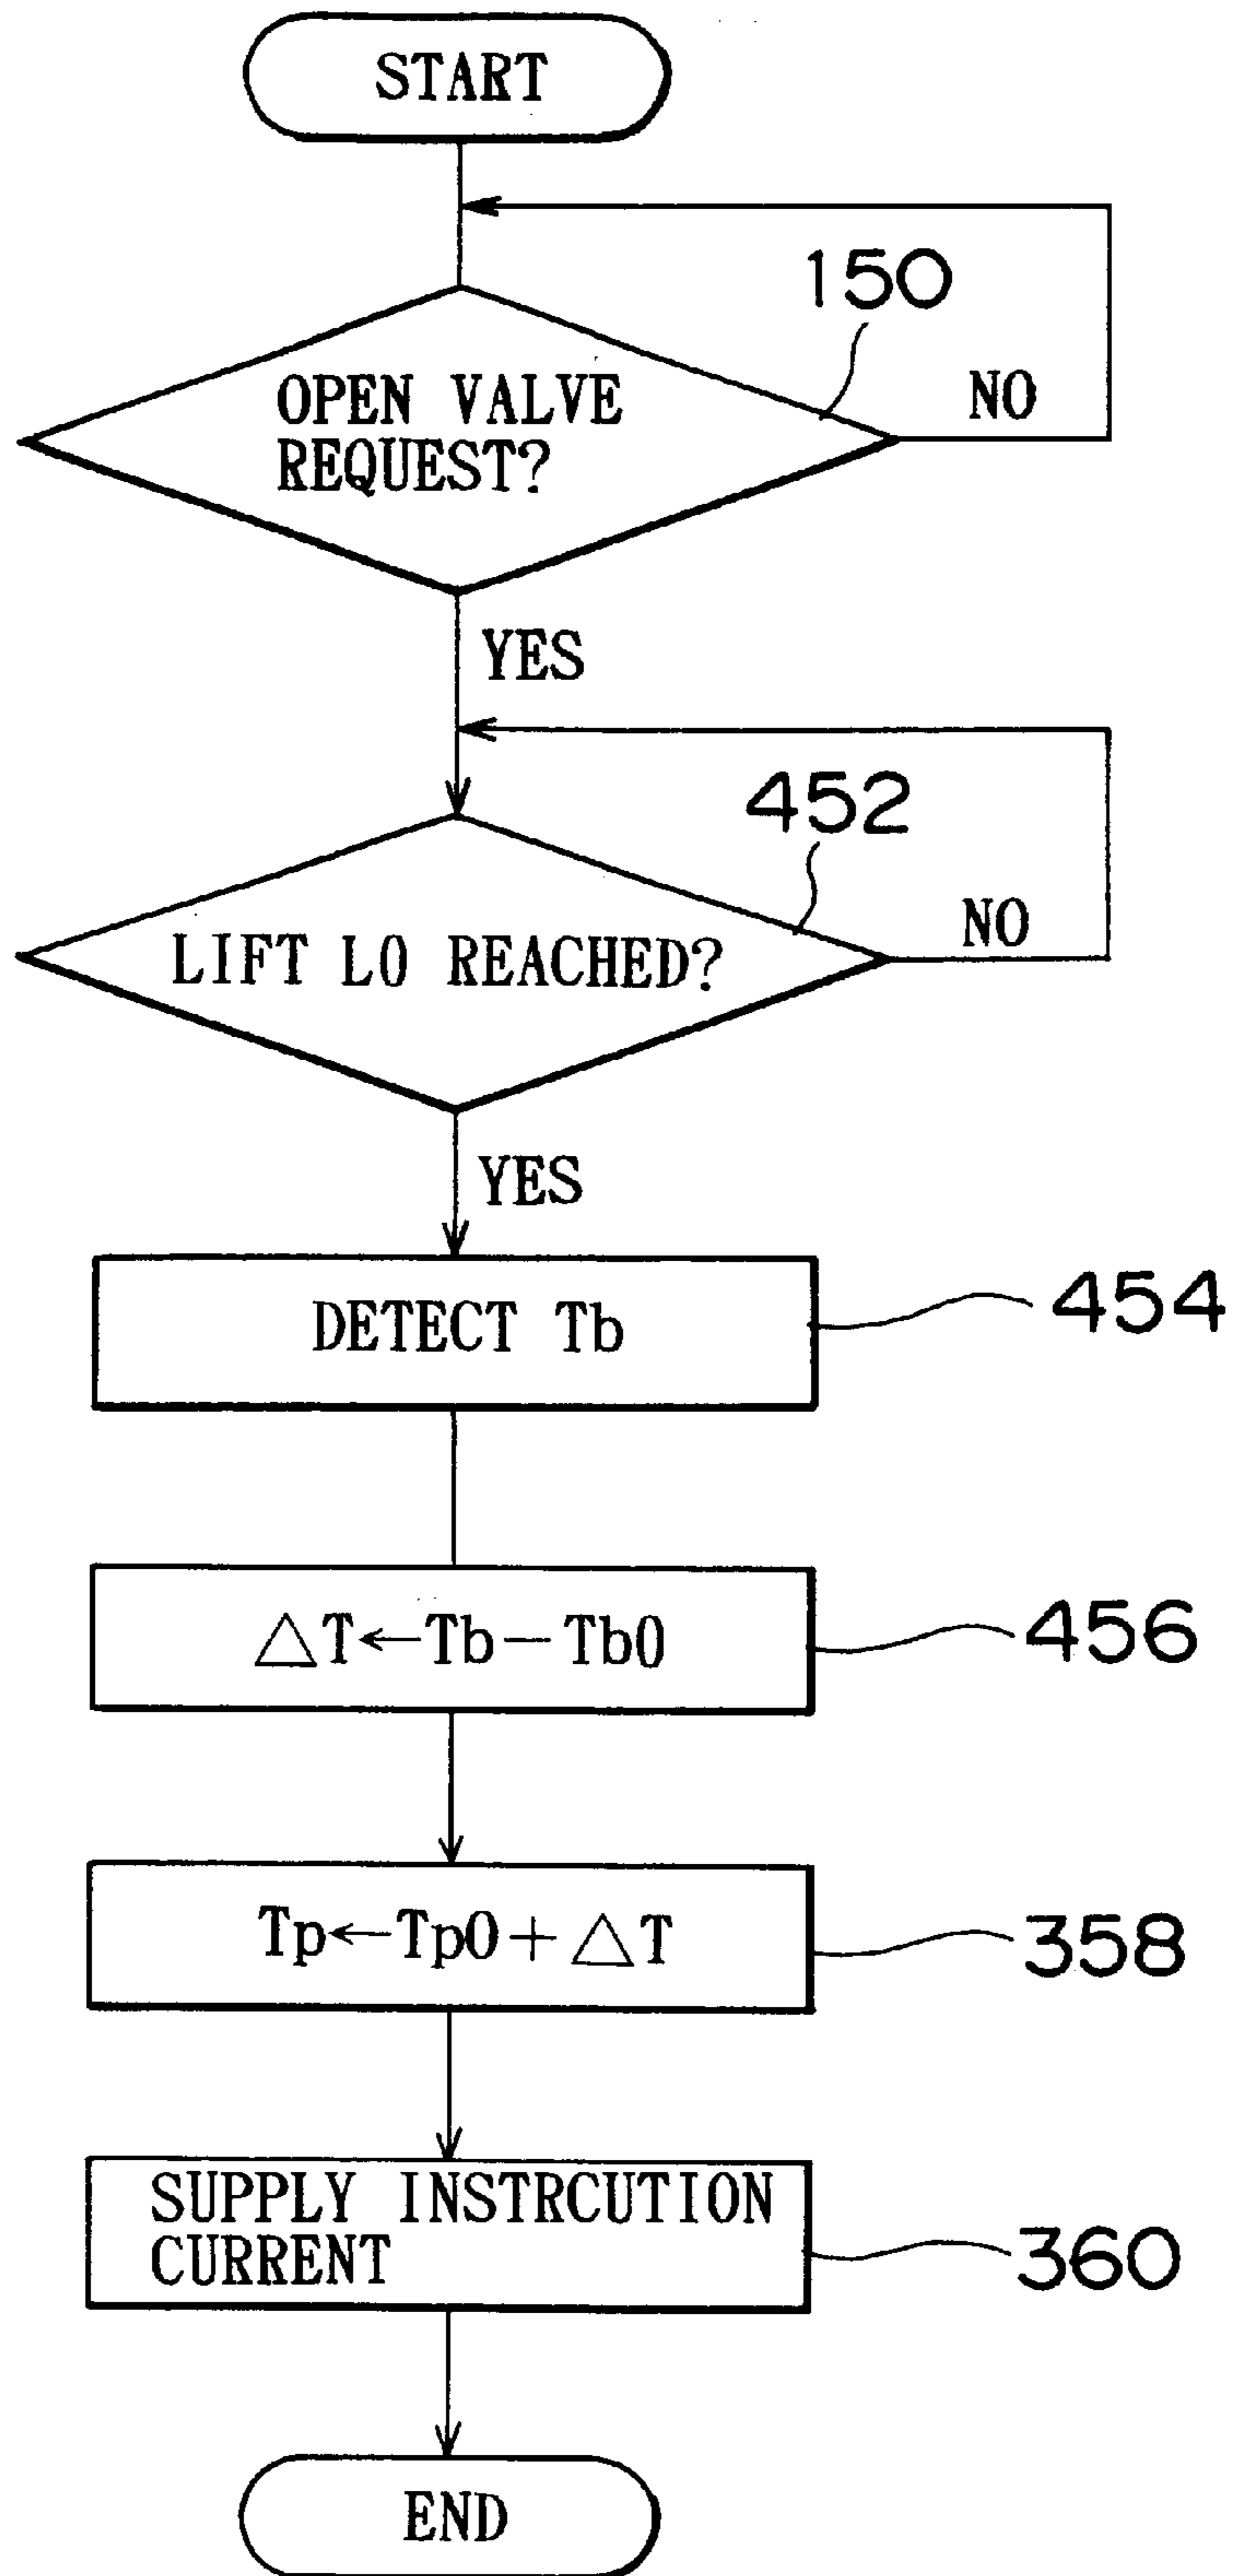 START
150
OPEN VALVE
REQUEST?
NO
YES
452
LIFT L0 REACHED?
NO
YES
DETECT Tb
454
△T←Tb−Tb0
456
Tp←Tp0+△T
358
SUPPLY INSTRCUTION
CURRENT
360
END